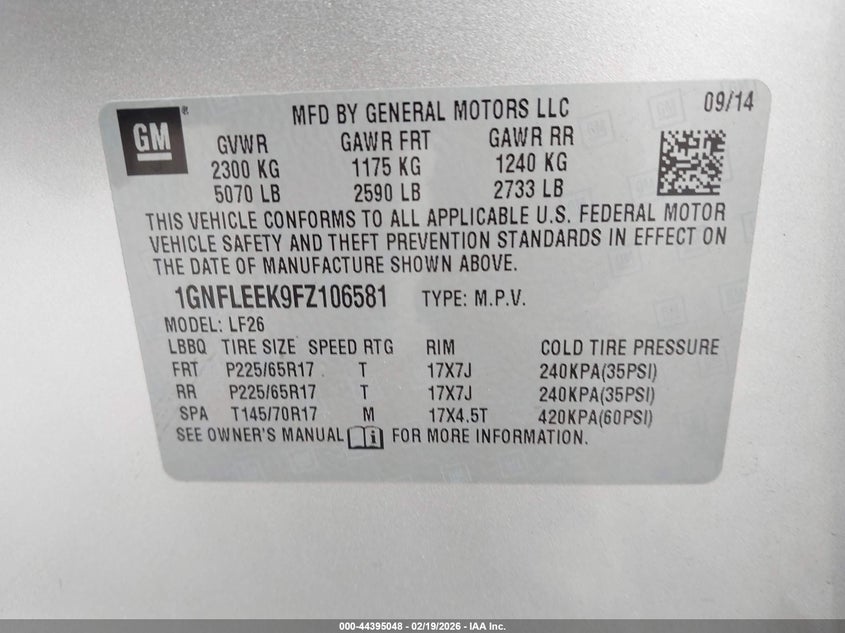 GM ®
MFD BY GENERAL MOTORS LLC 09/14
GVWR GAWR FRT GAWR RR
2300 KG 1175 KG 1240 KG
5070 LB 2590 LB 2733 LB
THIS VEHICLE CONFORMS TO ALL APPLICABLE U.S. FEDERAL MOTOR
VEHICLE SAFETY AND THEFT PREVENTION STANDARDS IN EFFECT ON
THE DATE OF MANUFACTURE SHOWN ABOVE.
1GNFLEEK9FZ106581 TYPE: M.P.V.
MODEL: LF26
LBBQ TIRE SIZE SPEED RTG RIM COLD TIRE PRESSURE
FRT P225/65R17 T 17X7J 240KPA(35PSI)
RR P225/65R17 T 17X7J 240KPA(35PSI)
SPA T145/70R17 M 17X4.5T 420KPA(60PSI)
SEE OWNER'S MANUAL FOR MORE INFORMATION.
000-44395048 — 02/19/2026 — IAA Inc.